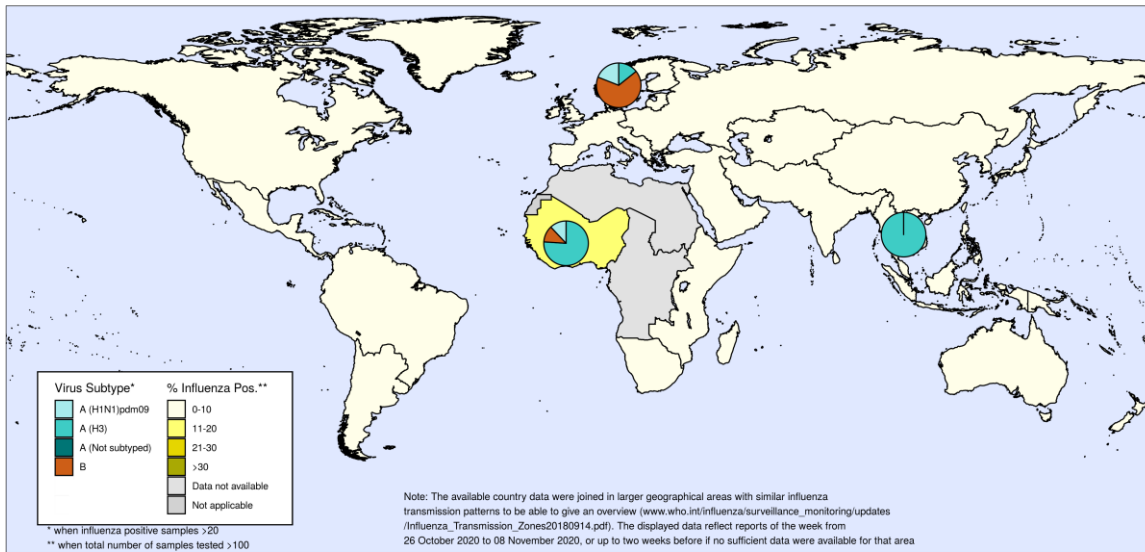 Virus Subtype*
A (H1N1)pdm09
A (H3)
A (Not subtyped)
B
% Influenza Pos.**
0-10
11-20
21-30
>30
Data not available
Not applicable
* when influenza positive samples >20
** when total number of samples tested >100
Note: The available country data were joined in larger geographical areas with similar influenza
transmission patterns to be able to give an overview (www.who.int/influenza/surveillance_monitoring/updates
/Influenza_Transmission_Zones20180914.pdf). The displayed data reflect reports of the week from
26 October 2020 to 08 November 2020, or up to two weeks before if no sufficient data were available for that area